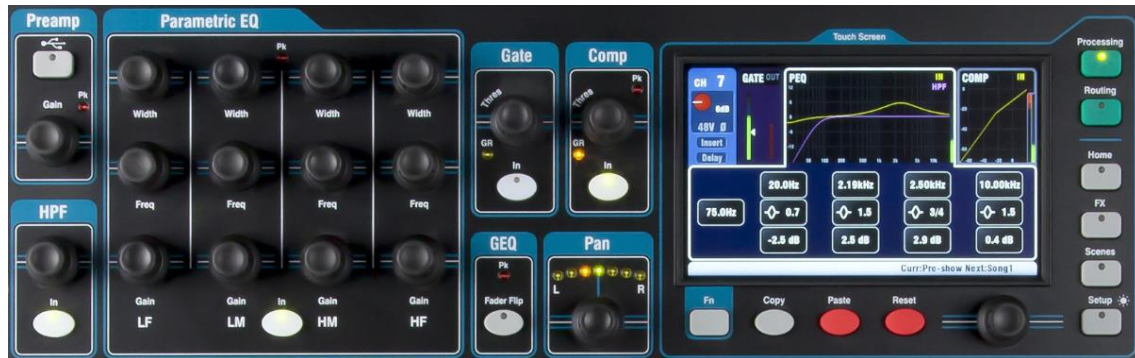 Preamp
Gain
Pk
HPF
In
Parametric EQ
Pk
Width Width Width Width
Freq Freq Freq Freq
Gain Gain In Gain Gain
LF LM HM HF
Gate
Thres
GR
In
Comp
Pk
Thres
GR
In
GEQ
Pk
Fader Flip
Pan
L R
Touch Screen
CH 7
0dB
48V Ø
Insert
Delay
GATE OUT
PEQ IN
HPF
COMP IN
20.0Hz 2.19kHz 2.50kHz 10.00kHz
75.0Hz 0.7 1.5 3/4 1.5
-2.5 dB 2.5 dB 2.9 dB 0.4 dB
Curr:Pre-show Next:Song1
Fn
Copy
Paste
Reset
Processing
Routing
Home
FX
Scenes
Setup